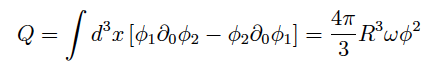 Q = ∫ d³x [ϕ₁∂₀ϕ₂ − ϕ₂∂₀ϕ₁] = 4π/3 R³ωϕ²